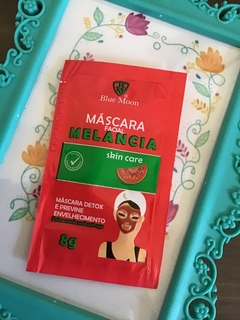 Blue Moon
MÁSCARA
FACIAL
MELANCIA
skin care
MÁSCARA DETOX
E PREVINE
ENVELHECIMENTO
8g